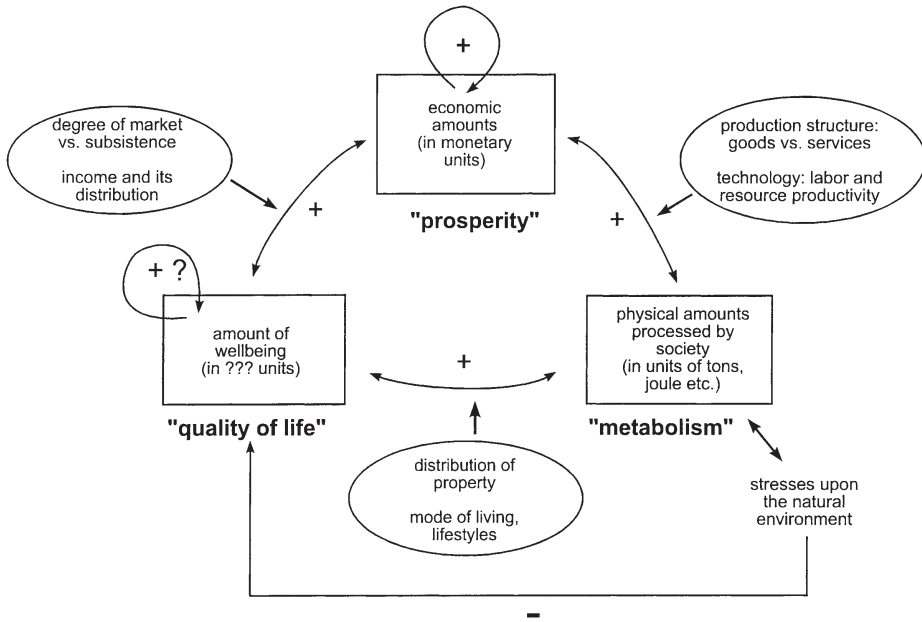 +
economic
amounts
(in monetary
units)
"prosperity"
degree of market
vs. subsistence
income and its
distribution
+
production structure:
goods vs. services
technology: labor and
resource productivity
+
+ ?
amount of
wellbeing
(in ??? units)
"quality of life"
+
physical amounts
processed by
society
(in units of tons,
joule etc.)
"metabolism"
distribution of
property
mode of living,
lifestyles
stresses upon
the natural
environment
-